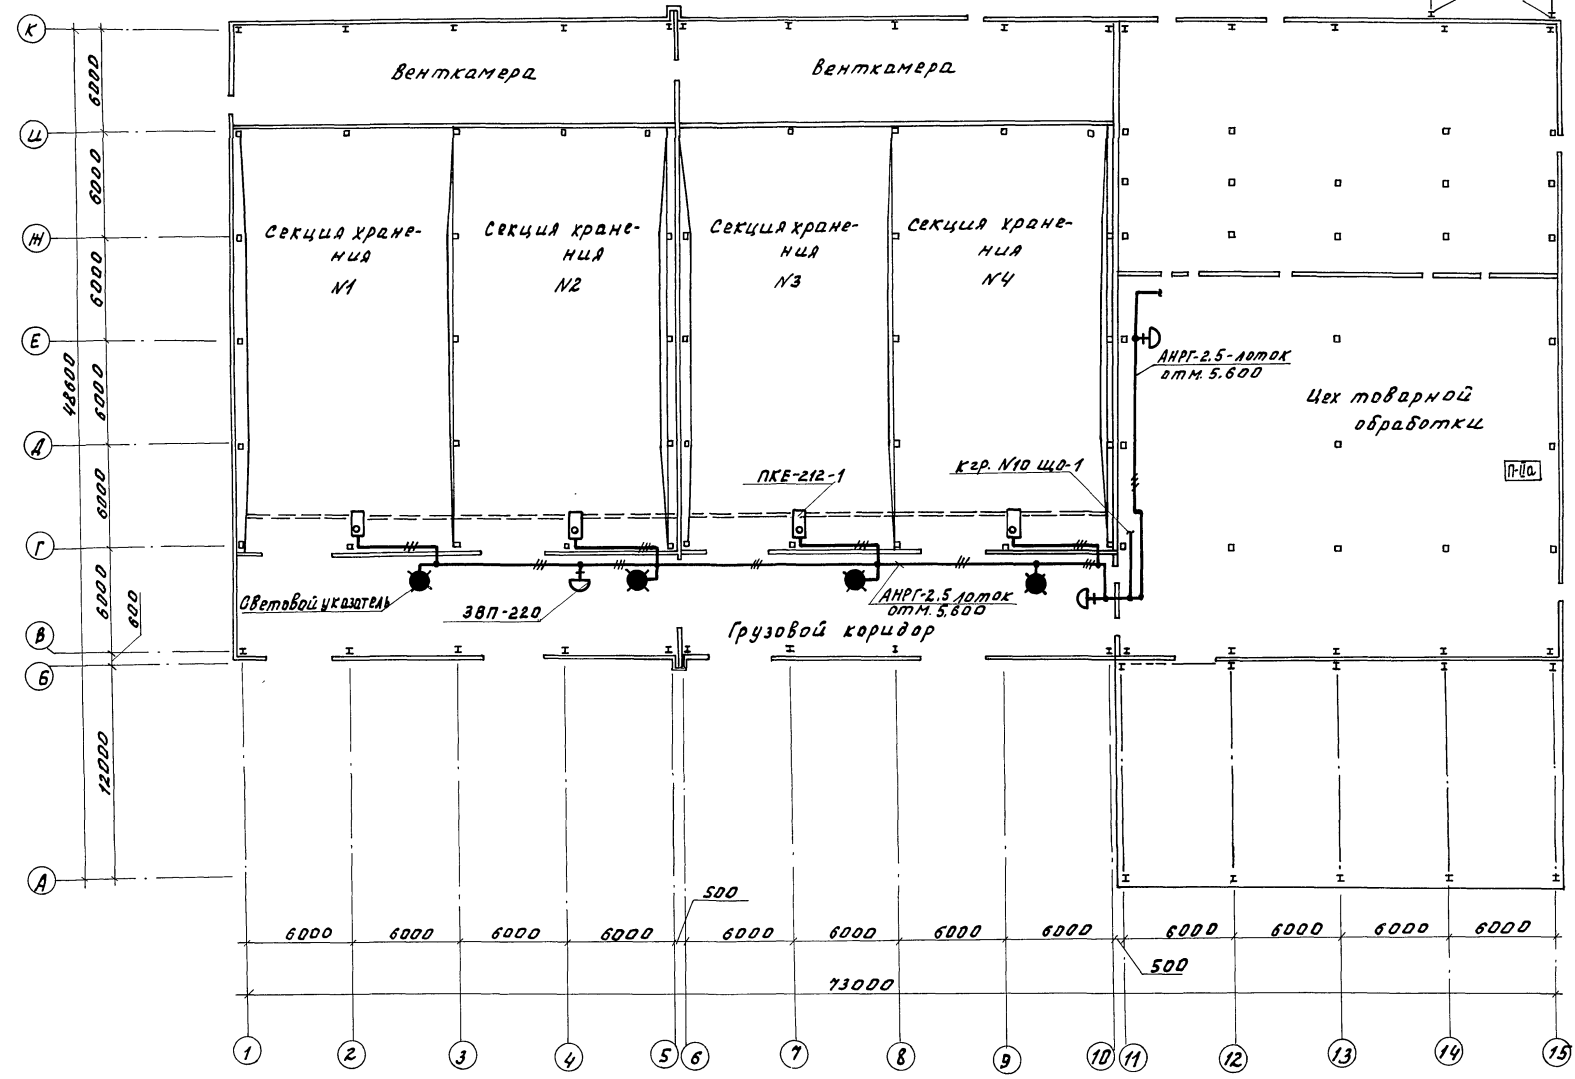 К
И
Ж
Е
Д
Г
В
Б
А
6000
6000
6000
6000
6000
6000
600
12000
48600
Венткамера
Венткамера
Секция хране-
ния
N1
Секция хране-
ния
N2
Секция хране-
ния
N3
Секция хране-
ния
N4
АНРГ-2.5-лоток
отм. 5.600
Цех товарной
обработки
П-IIа
ПКЕ-212-1
К гр. N10 ЩО-1
Световой указатель
ЗВП-220
АНРГ-2.5 лоток
отм. 5.600
Грузовой коридор
500
6000
6000
6000
6000
6000
6000
6000
6000
6000
6000
6000
6000
500
73000
1
2
3
4
5
6
7
8
9
10
11
12
13
14
15